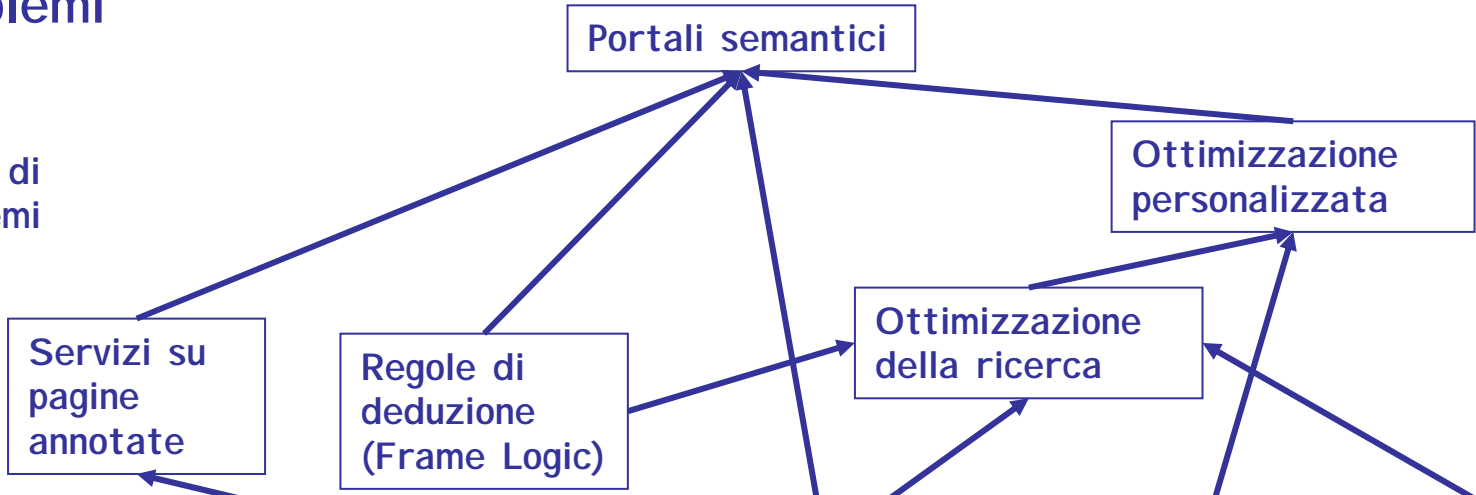 Portali semantici
Ottimizzazione
personalizzata
di
Ottimizzazione
della ricerca
Servizi su
pagine
annotate
Regole di
deduzione
(Frame Logic)